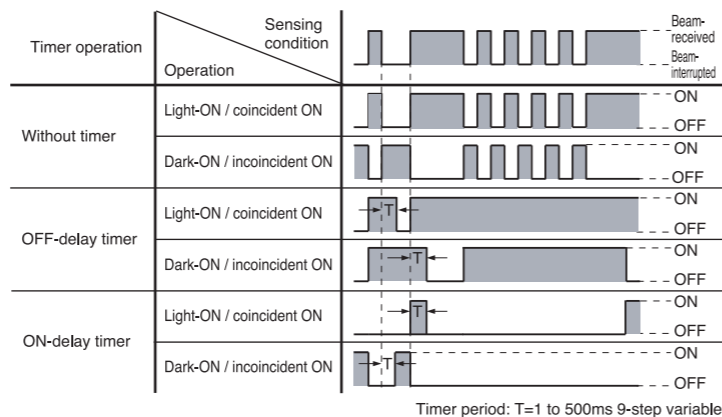 Timer operation
Sensing
condition
Operation
Beam-
received
Beam-
interrupted
Without timer
Light-ON / coincident ON
ON
OFF
Dark-ON / incoincident ON
ON
OFF
OFF-delay timer
Light-ON / coincident ON
T
ON
OFF
Dark-ON / incoincident ON
T
ON
OFF
ON-delay timer
Light-ON / coincident ON
T
ON
OFF
Dark-ON / incoincident ON
T
ON
OFF
Timer period: T=1 to 500ms 9-step variable